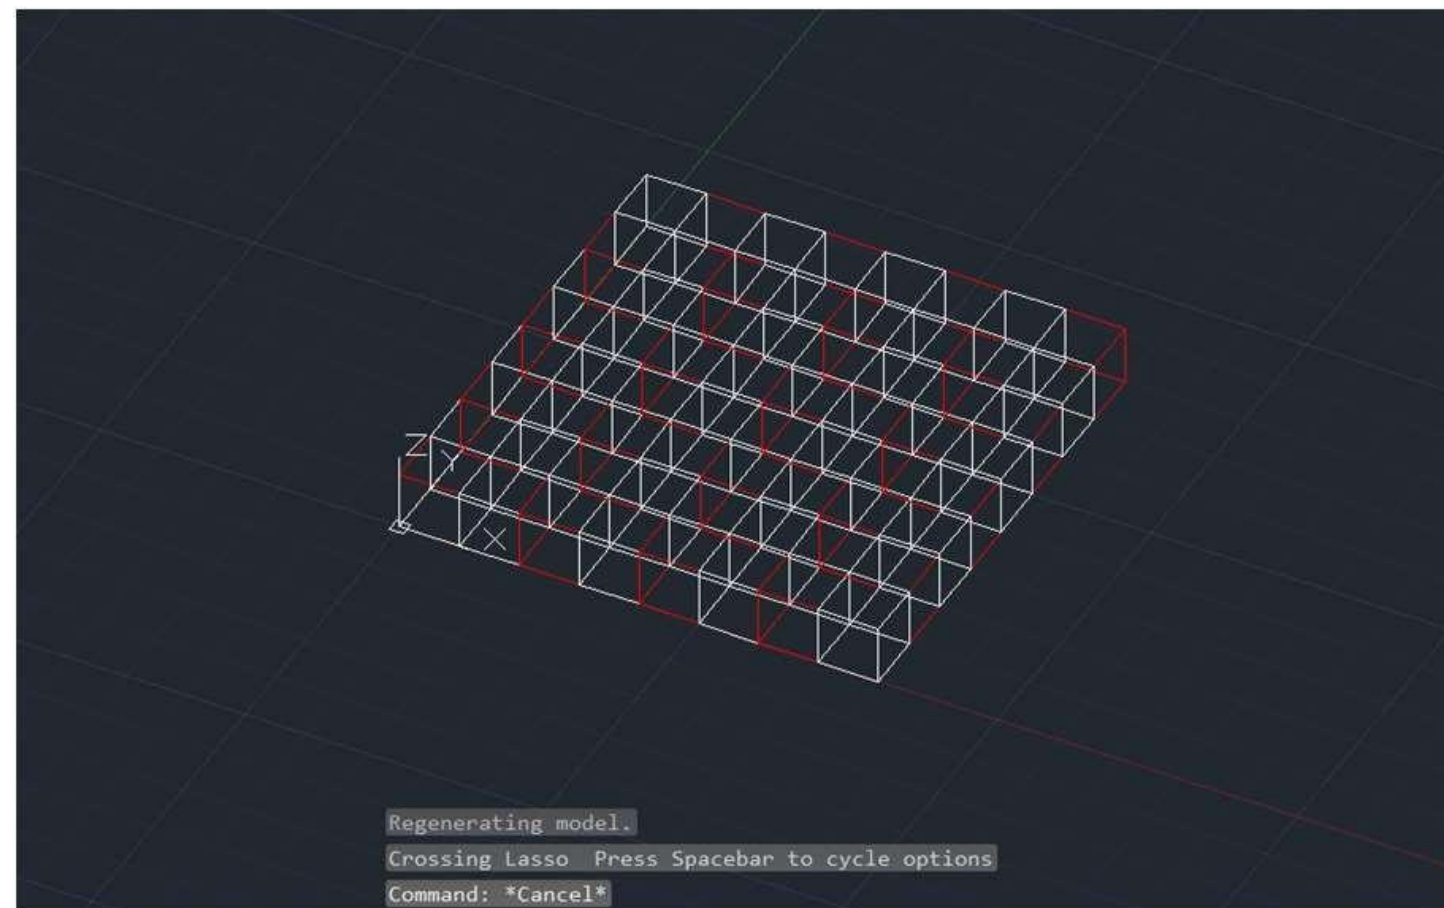 Z
Y
X
Regenerating model.
Crossing Lasso  Press Spacebar to cycle options
Command: *Cancel*